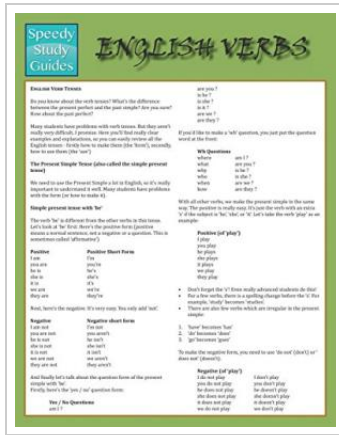 Speedy
Study
Guides
ENGLISH VERBS
ENGLISH VERB TENSES
Do you know about the verb tenses? What's the difference
between the present perfect and the past simple? Are you sure?
How about the past perfect?
Many students have problems with verb tenses. But they aren't
really very difficult, I promise. Here you'll find really clear
examples and explanations, so you can easily review all the
English tenses - firstly how to make them (the 'form'), secondly,
how to use them (the 'use')
The Present Simple Tense (also called the simple present
tense)
We need to use the Present Simple a lot in English, so it's really
important to understand it well. Many students have problems
with the form (or how to make it).
Simple present tense with 'be'
The verb 'be' is different from the other verbs in this tense.
Let's look at 'be' first. Here's the positive form (positive
means a normal sentence, not a negative or a question. This is
sometimes called 'affirmative')
Positive Positive Short Form
I am I'm
you are you're
he is he's
she is she's
it is it's
we are we're
they are they're
Next, here's the negative. It's very easy. You only add 'not'.
Negative Negative short form
I am not I'm not
you are not you aren't
he is not he isn't
she is not she isn't
it is not it isn't
we are not we aren't
they are not they aren't
And finally let's talk about the question form of the present
simple with 'be'
Firstly, here's the 'yes / no' question form:
Yes / No Questions
am I ?
are you ?
is he ?
is she ?
is it ?
are we ?
are they ?
If you'd like to make a 'wh' question, you just put the question
word at the front:
Wh Questions
where am I ?
what are you ?
why is he ?
who is she ?
when are we ?
how are they ?
With all other verbs, we make the present simple in the same
way. The positive is really easy. It's just the verb with an extra
's' if the subject is 'he', 'she', or 'it'. Let's take the verb 'play' as an
example:
Positive (of 'play')
I play
you play
he plays
she plays
it plays
we play
they play
• Don't forget the 's'! Even really advanced students do this!
• For a few verbs, there is a spelling change before the 's'. For
example, 'study' becomes 'studies'.
• There are also few verbs which are irregular in the present
simple:
1. 'have' becomes 'has'
2. 'do' becomes 'does'
3. 'go' becomes 'goes'
To make the negative form, you need to use 'do not' (don't) or '
does not' (doesn't).
Negative (of 'play')
I do not play I don't play
you do not play you don't play
he does not play he doesn't play
she does not play she doesn't play
it does not play it doesn't play
we do not play we don't play